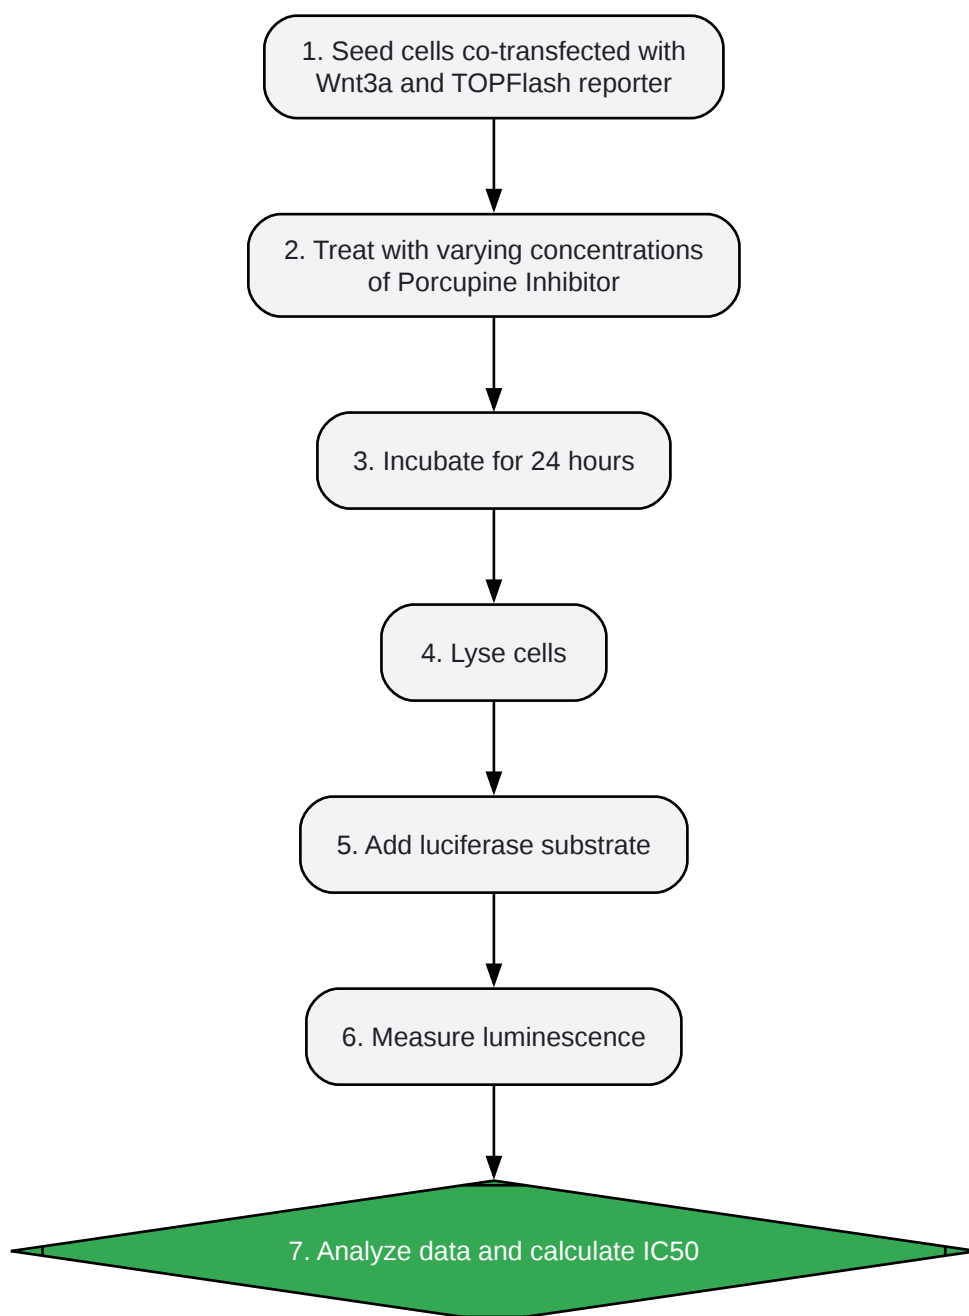 1. Seed cells co-transfected with
Wnt3a and TOPFlash reporter
2. Treat with varying concentrations
of Porcupine Inhibitor
3. Incubate for 24 hours
4. Lyse cells
5. Add luciferase substrate
6. Measure luminescence
7. Analyze data and calculate IC50